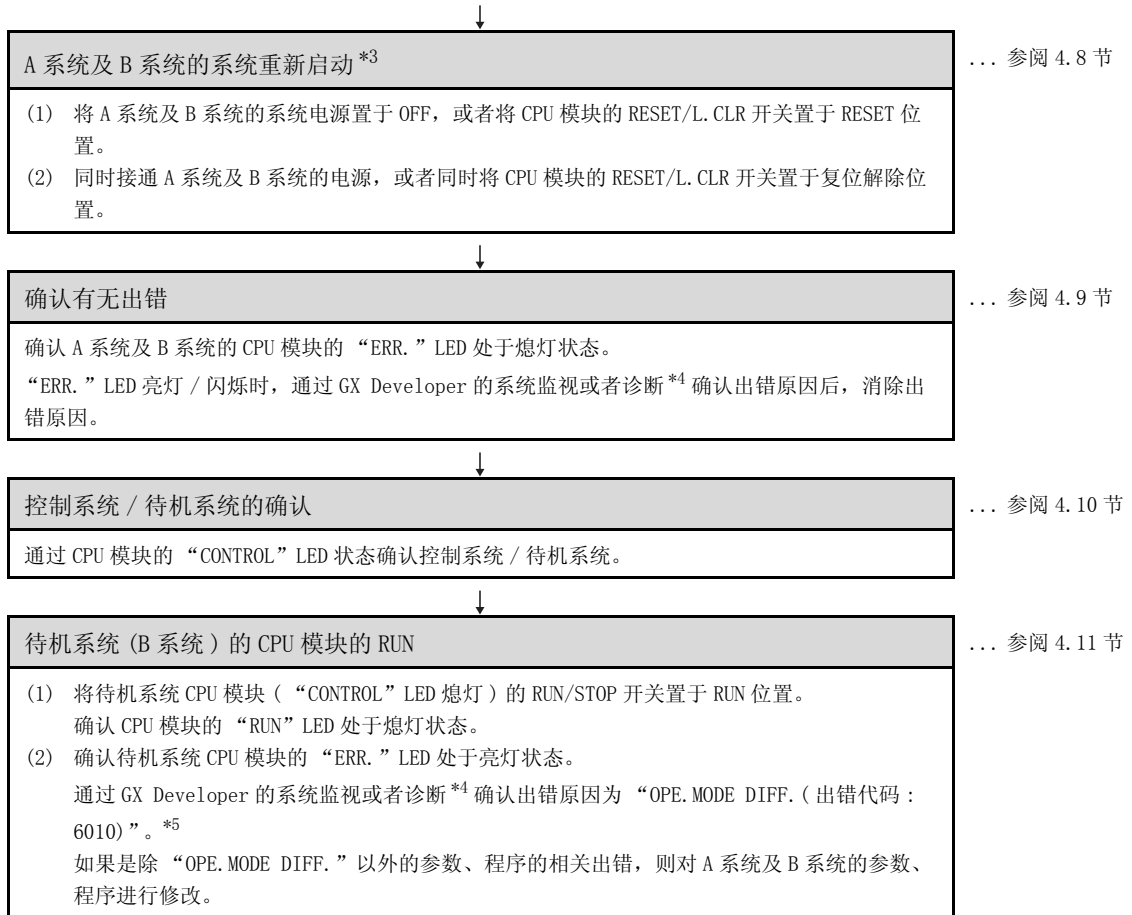 ↓
A 系统及 B 系统的系统重新启动 *3
... 参阅 4.8 节
(1) 将 A 系统及 B 系统的系统电源置于 OFF，或者将 CPU 模块的 RESET/L.CLR 开关置于 RESET 位
置。
(2) 同时接通 A 系统及 B 系统的电源，或者同时将 CPU 模块的 RESET/L.CLR 开关置于复位解除位
置。
↓
确认有无出错
... 参阅 4.9 节
确认 A 系统及 B 系统的 CPU 模块的 “ERR.”LED 处于熄灯状态。
“ERR.”LED 亮灯 / 闪烁时，通过 GX Developer 的系统监视或者诊断 *4 确认出错原因后，消除出
错原因。
↓
控制系统 / 待机系统的确认
... 参阅 4.10 节
通过 CPU 模块的 “CONTROL”LED 状态确认控制系统 / 待机系统。
↓
待机系统 (B 系统 ) 的 CPU 模块的 RUN
... 参阅 4.11 节
(1) 将待机系统 CPU 模块 ( “CONTROL”LED 熄灯 ) 的 RUN/STOP 开关置于 RUN 位置。
确认 CPU 模块的 “RUN”LED 处于熄灯状态。
(2) 确认待机系统 CPU 模块的 “ERR.”LED 处于亮灯状态。
通过 GX Developer 的系统监视或者诊断 *4 确认出错原因为 “OPE.MODE DIFF.( 出错代码 :
6010)”。*5
如果是除 “OPE.MODE DIFF.”以外的参数、程序的相关出错，则对 A 系统及 B 系统的参数、
程序进行修改。